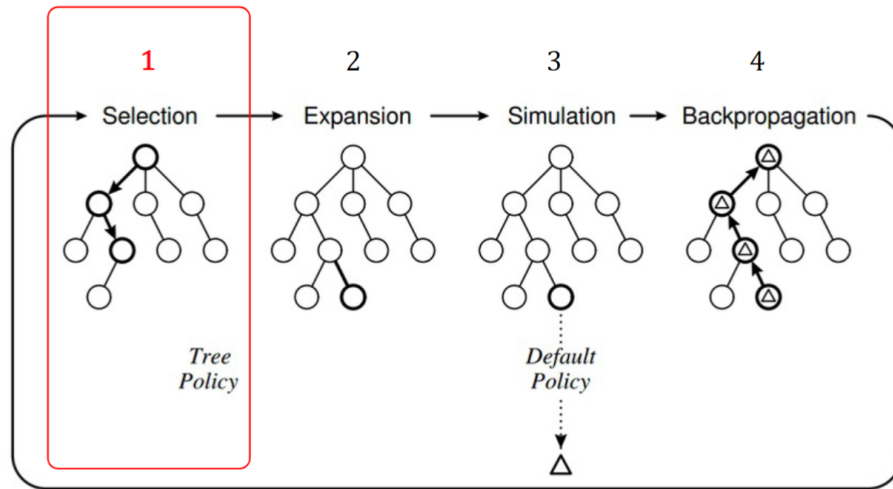 1 2 3 4
Selection Expansion Simulation Backpropagation
Tree
Policy
Default
Policy